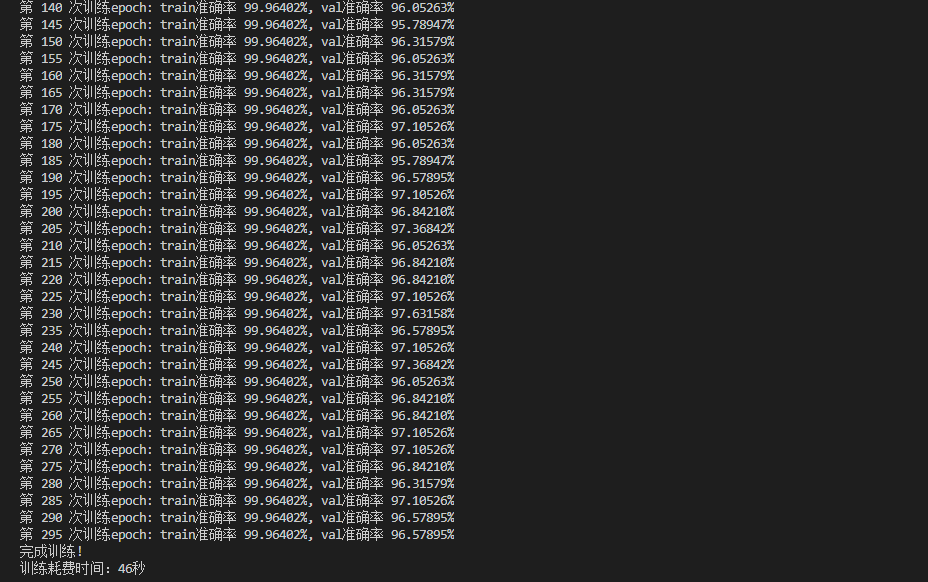 第 140 次训练epoch: train准确率 99.96402%, val准确率 96.05263%
第 145 次训练epoch: train准确率 99.96402%, val准确率 95.78947%
第 150 次训练epoch: train准确率 99.96402%, val准确率 96.31579%
第 155 次训练epoch: train准确率 99.96402%, val准确率 96.05263%
第 160 次训练epoch: train准确率 99.96402%, val准确率 96.31579%
第 165 次训练epoch: train准确率 99.96402%, val准确率 96.31579%
第 170 次训练epoch: train准确率 99.96402%, val准确率 96.05263%
第 175 次训练epoch: train准确率 99.96402%, val准确率 97.10526%
第 180 次训练epoch: train准确率 99.96402%, val准确率 96.05263%
第 185 次训练epoch: train准确率 99.96402%, val准确率 95.78947%
第 190 次训练epoch: train准确率 99.96402%, val准确率 96.57895%
第 195 次训练epoch: train准确率 99.96402%, val准确率 97.10526%
第 200 次训练epoch: train准确率 99.96402%, val准确率 96.84210%
第 205 次训练epoch: train准确率 99.96402%, val准确率 97.36842%
第 210 次训练epoch: train准确率 99.96402%, val准确率 96.05263%
第 215 次训练epoch: train准确率 99.96402%, val准确率 96.84210%
第 220 次训练epoch: train准确率 99.96402%, val准确率 96.84210%
第 225 次训练epoch: train准确率 99.96402%, val准确率 97.10526%
第 230 次训练epoch: train准确率 99.96402%, val准确率 97.63158%
第 235 次训练epoch: train准确率 99.96402%, val准确率 96.57895%
第 240 次训练epoch: train准确率 99.96402%, val准确率 97.10526%
第 245 次训练epoch: train准确率 99.96402%, val准确率 97.36842%
第 250 次训练epoch: train准确率 99.96402%, val准确率 96.05263%
第 255 次训练epoch: train准确率 99.96402%, val准确率 96.84210%
第 260 次训练epoch: train准确率 99.96402%, val准确率 96.84210%
第 265 次训练epoch: train准确率 99.96402%, val准确率 97.10526%
第 270 次训练epoch: train准确率 99.96402%, val准确率 97.10526%
第 275 次训练epoch: train准确率 99.96402%, val准确率 96.84210%
第 280 次训练epoch: train准确率 99.96402%, val准确率 96.31579%
第 285 次训练epoch: train准确率 99.96402%, val准确率 97.10526%
第 290 次训练epoch: train准确率 99.96402%, val准确率 96.57895%
第 295 次训练epoch: train准确率 99.96402%, val准确率 96.57895%
完成训练!
训练耗费时间: 46秒